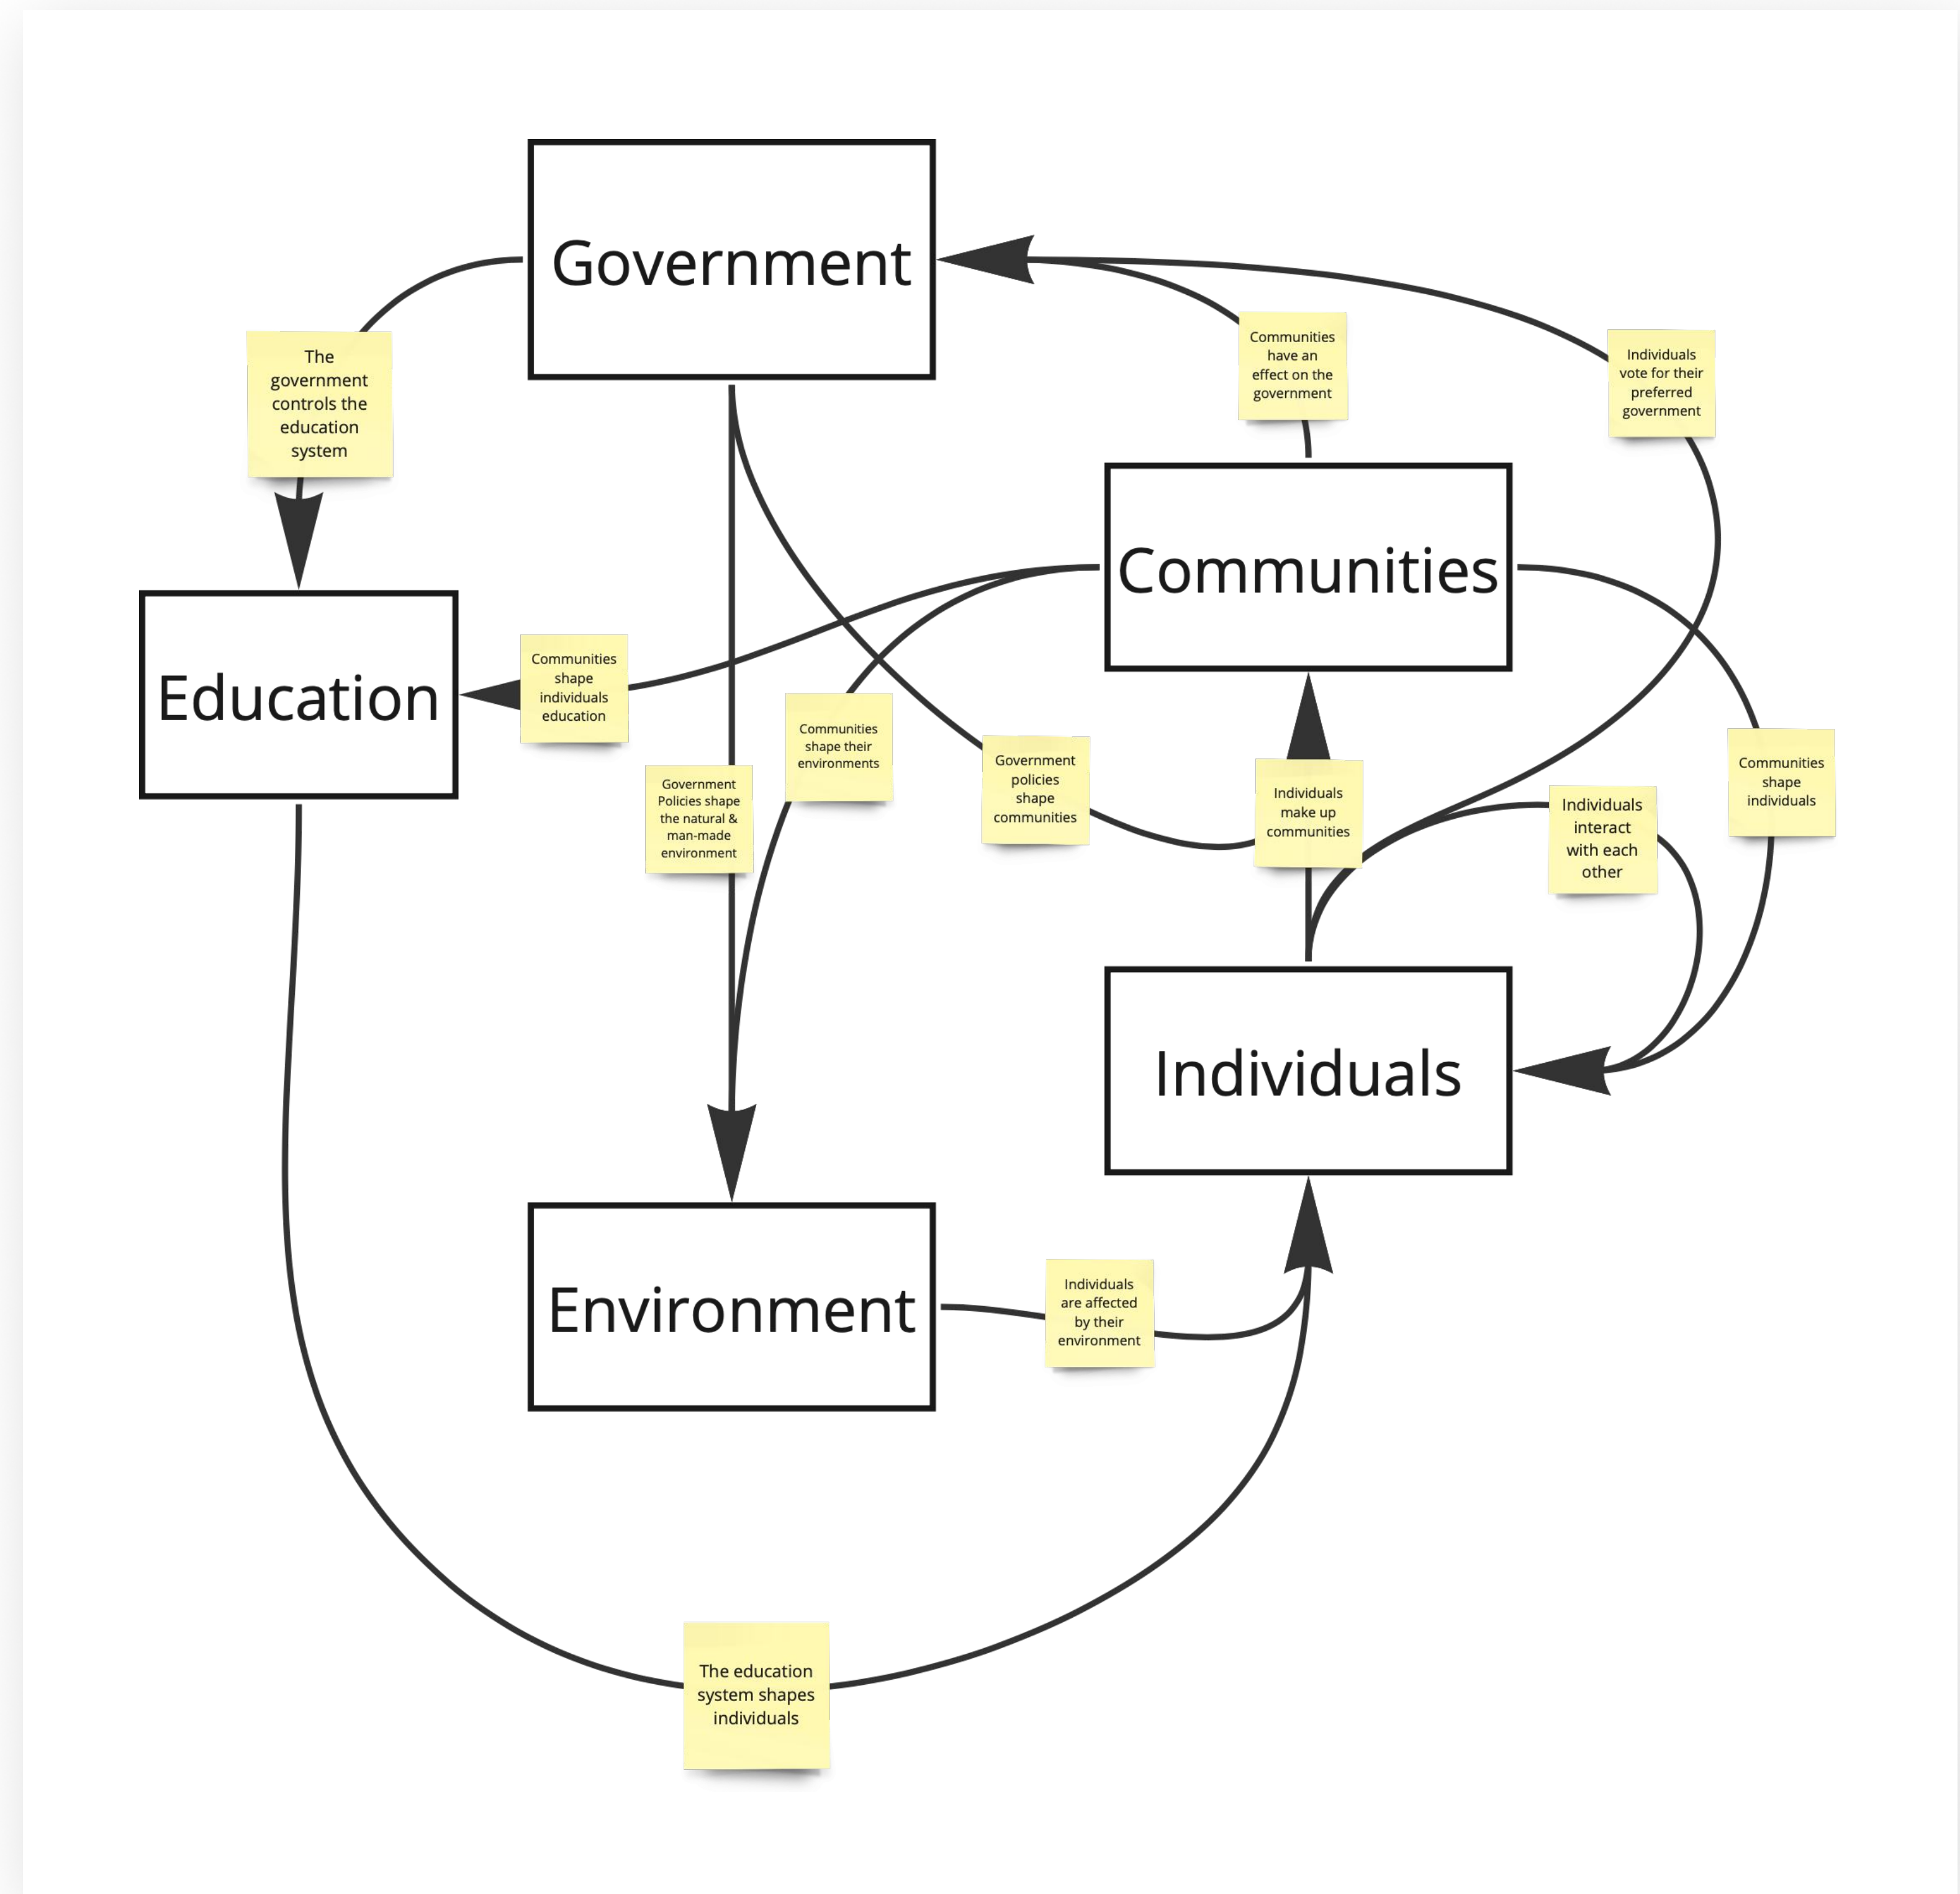 Government
Communities
have an
effect on the
government
Individuals
vote for their
preferred
government
The
government
controls the
education
system
Communities
Education
Communities
shape
individuals
education
Communities
shape their
environments
Government
Policies shape
the natural &
man-made
environment
Government
policies
shape
communities
Individuals
make up
communities
Individuals
interact
with each
other
Communities
shape
individuals
Individuals
Environment
Individuals
are affected
by their
environment
The education
system shapes
individuals